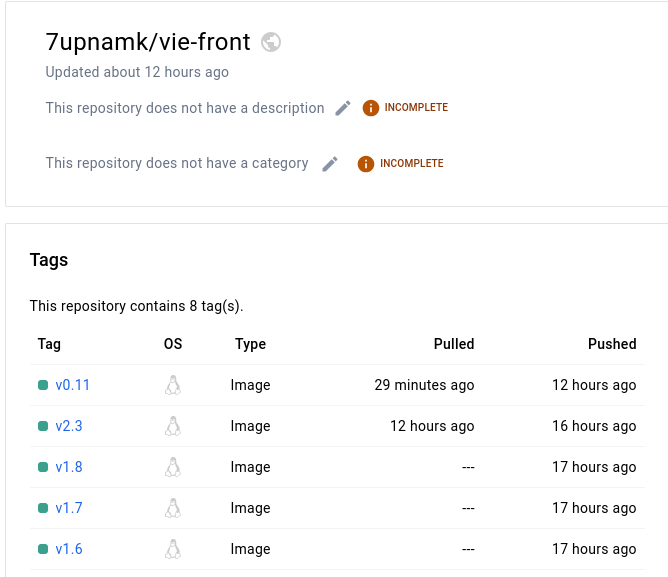 7upnamk/vie-front
Updated about 12 hours ago
This repository does not have a description INCOMPLETE
This repository does not have a category INCOMPLETE
Tags
This repository contains 8 tag(s).
Tag OS Type Pulled Pushed
v0.11 Image 29 minutes ago 12 hours ago
v2.3 Image 12 hours ago 16 hours ago
v1.8 Image --- 17 hours ago
v1.7 Image --- 17 hours ago
v1.6 Image --- 17 hours ago